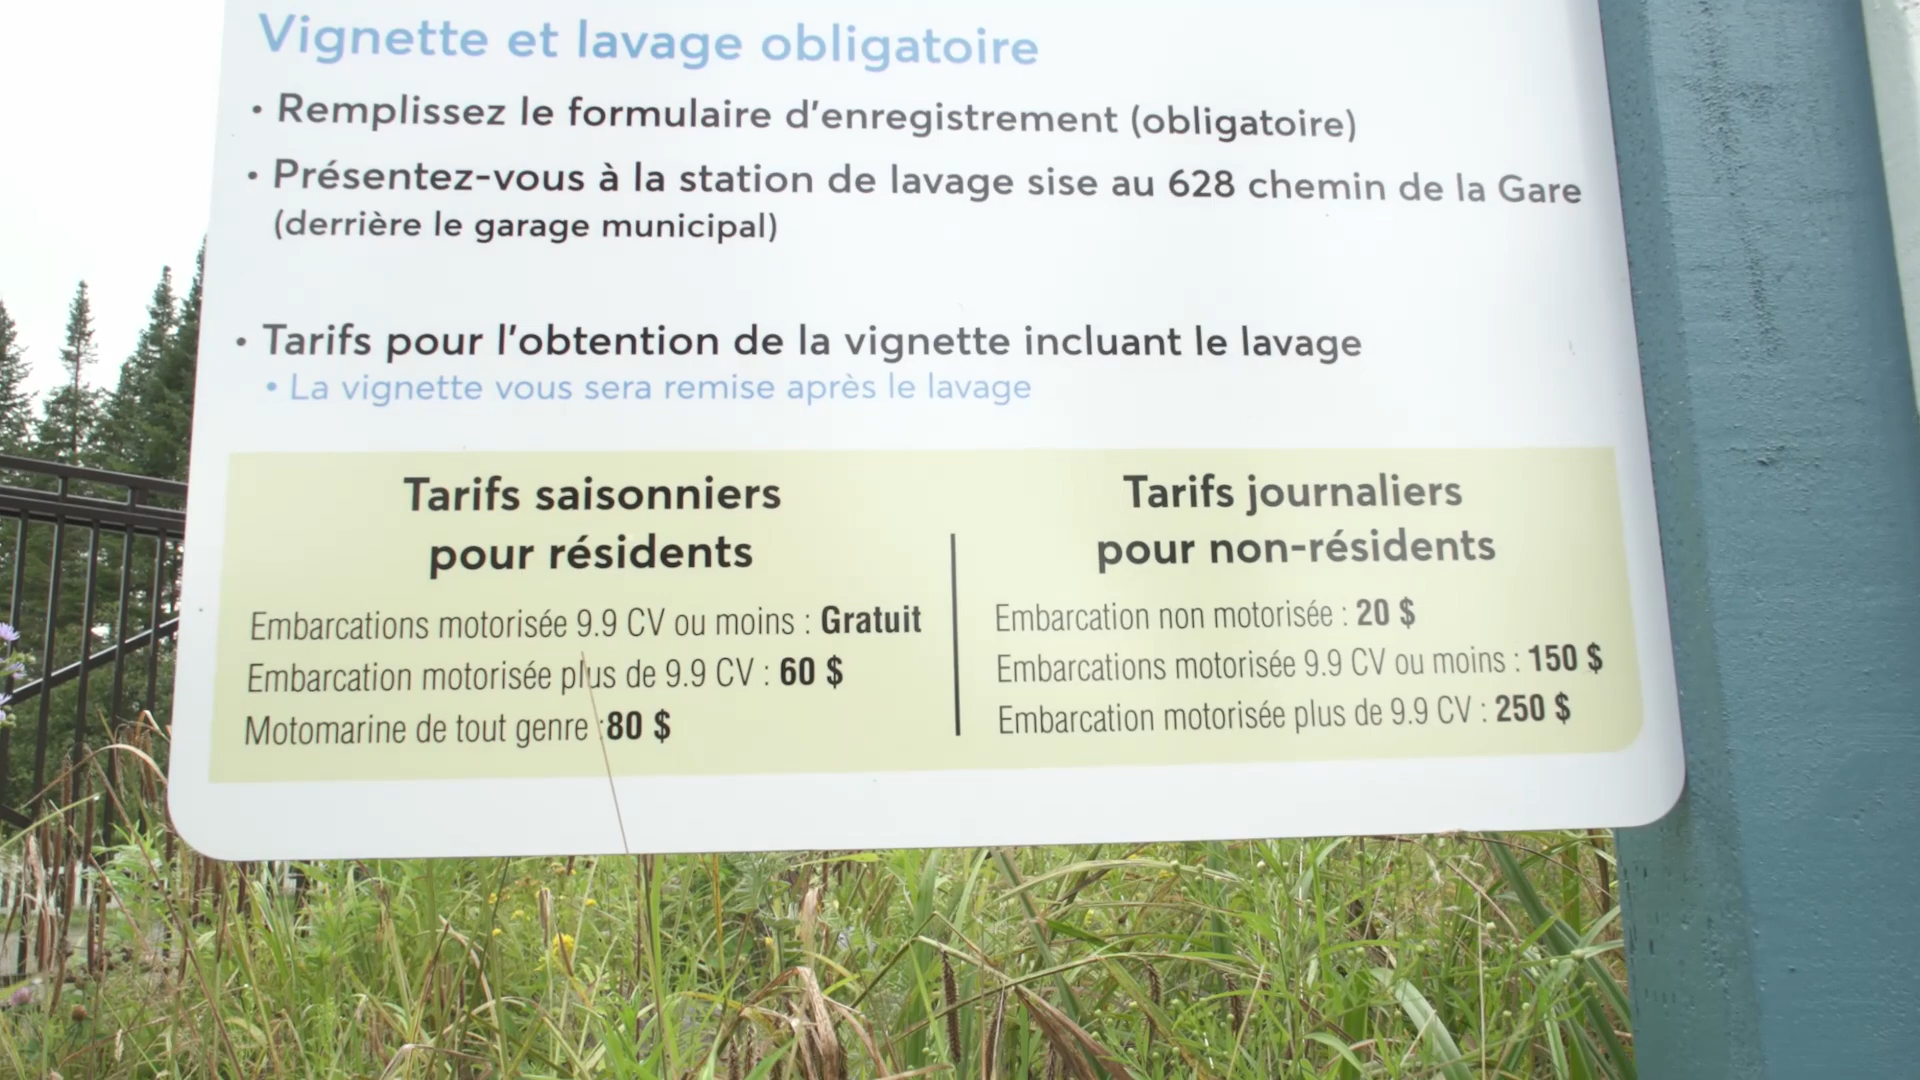 Vignette et lavage obligatoire
• Remplissez le formulaire d'enregistrement (obligatoire)
• Présentez-vous à la station de lavage sise au 628 chemin de la Gare
(derrière le garage municipal)
• Tarifs pour l'obtention de la vignette incluant le lavage
• La vignette vous sera remise après le lavage
Tarifs saisonniers
pour résidents
Embarcations motorisée 9.9 CV ou moins : Gratuit
Embarcation motorisée plus de 9.9 CV : 60 $
Motomarine de tout genre :80 $
Tarifs journaliers
pour non-résidents
Embarcation non motorisée : 20 $
Embarcations motorisée 9.9 CV ou moins : 150 $
Embarcation motorisée plus de 9.9 CV : 250 $